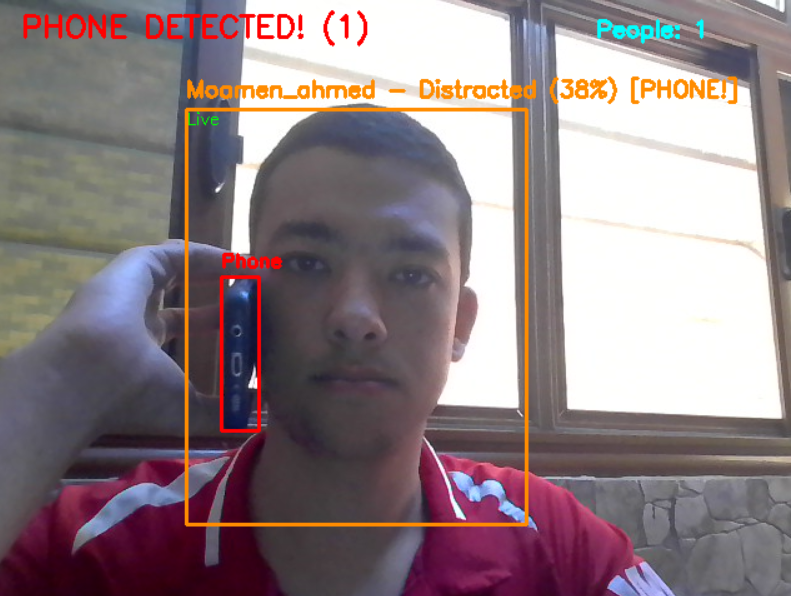 PHONE DETECTED! (1)
People: 1
Moamen_ahmed - Distracted (38%) [PHONE!]
Live
Phone